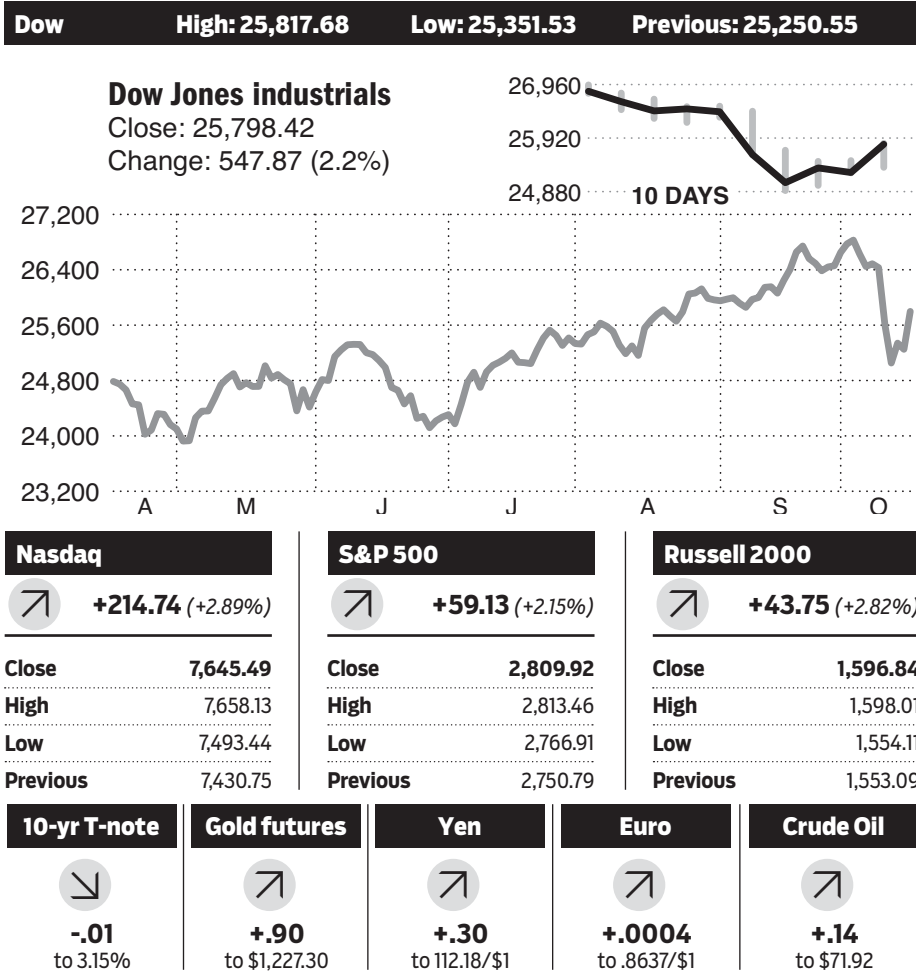 Dow High: 25,817.68 Low: 25,351.53 Previous: 25,250.55
Dow Jones industrials
Close: 25,798.42
Change: 547.87 (2.2%)
26,960
25,920
24,880
10 DAYS
27,200
26,400
25,600
24,800
24,000
23,200
A M J J A S O
Nasdaq
+214.74 (+2.89%)
Close 7,645.49
High 7,658.13
Low 7,493.44
Previous 7,430.75
S&P 500
+59.13 (+2.15%)
Close 2,809.92
High 2,813.46
Low 2,766.91
Previous 2,750.79
Russell 2000
+43.75 (+2.82%)
Close 1,596.84
High 1,598.01
Low 1,554.11
Previous 1,553.09
10-yr T-note
-.01
to 3.15%
Gold futures
+.90
to $1,227.30
Yen
+.30
to 112.18/$1
Euro
+.0004
to .8637/$1
Crude Oil
+.14
to $71.92